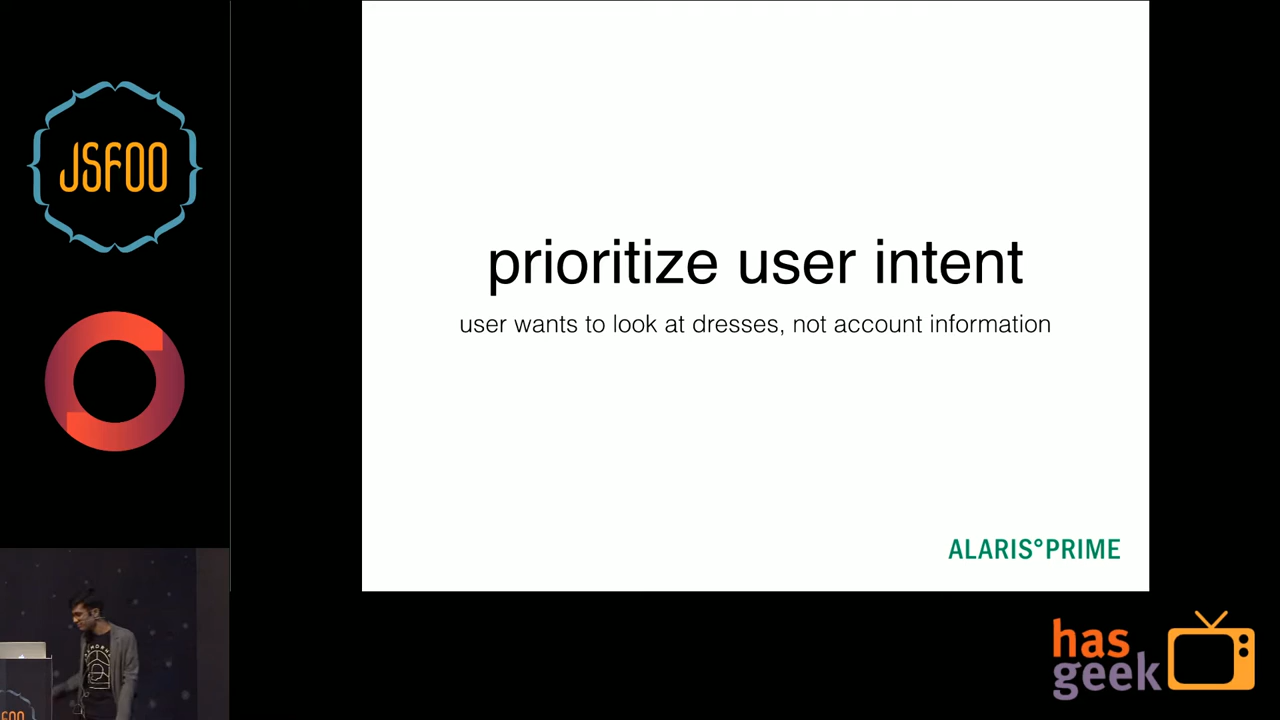 JSFOO
prioritize user intent
user wants to look at dresses, not account information
ALARIS°PRIME
has
geek